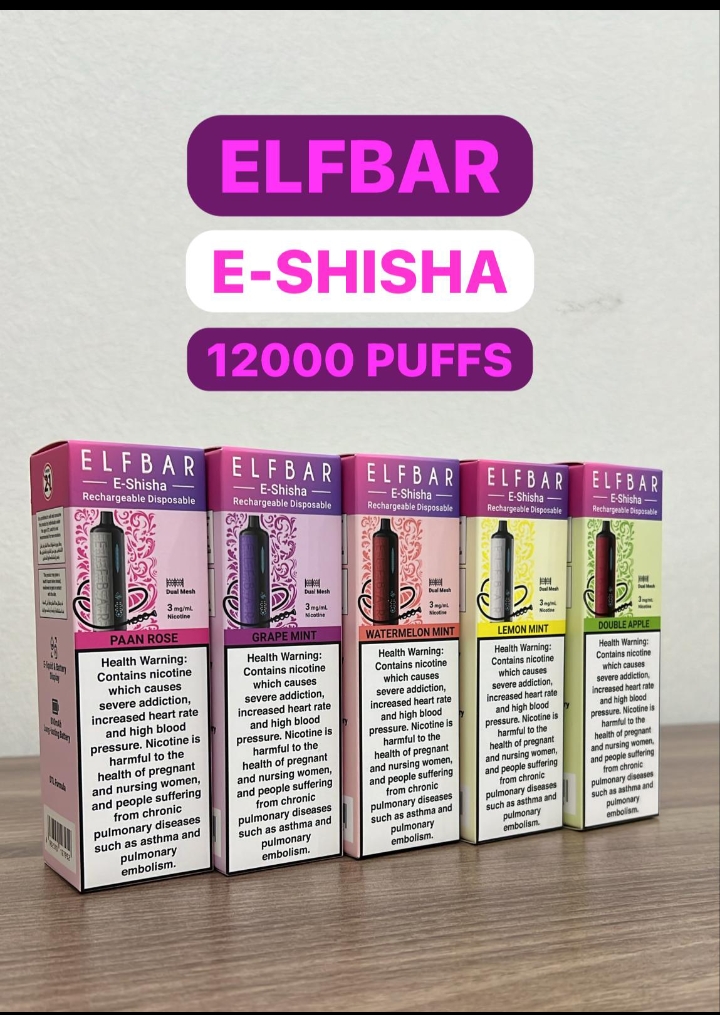 ELFBAR
E-SHISHA
12000 PUFFS
ELFBAR
E-Shisha
Rechargeable Disposable
Dual Mesh
3 mg/mL
Nicotine
PAAN ROSE
Health Warning:
Contains nicotine
which causes
severe addiction,
increased heart rate
and high blood
pressure. Nicotine is
harmful to the
health of pregnant
and nursing women,
and people suffering
from chronic
pulmonary diseases
such as asthma and
pulmonary
embolism.
ELFBAR
E-Shisha
Rechargeable Disposable
Dual Mesh
3 mg/mL
Nicotine
GRAPE MINT
Health Warning:
Contains nicotine
which causes
severe addiction,
increased heart rate
and high blood
pressure. Nicotine is
harmful to the
health of pregnant
and nursing women,
and people suffering
from chronic
pulmonary diseases
such as asthma and
pulmonary
embolism.
ELFBAR
E-Shisha
Rechargeable Disposable
Dual Mesh
3 mg/mL
Nicotine
WATERMELON MINT
Health Warning:
Contains nicotine
which causes
severe addiction,
increased heart rate
and high blood
pressure. Nicotine is
harmful to the
health of pregnant
and nursing women,
and people suffering
from chronic
pulmonary diseases
such as asthma and
pulmonary
embolism.
ELFBAR
E-Shisha
Rechargeable Disposable
Dual Mesh
3 mg/mL
Nicotine
LEMON MINT
Health Warning:
Contains nicotine
which causes
severe addiction,
increased heart rate
and high blood
pressure. Nicotine is
harmful to the
health of pregnant
and nursing women,
and people suffering
from chronic
pulmonary diseases
such as asthma and
pulmonary
embolism.
ELFBAR
E-Shisha
Rechargeable Disposable
Dual Mesh
3 mg/mL
Nicotine
DOUBLE APPLE
Health Warning:
Contains nicotine
which causes
severe addiction,
increased heart rate
and high blood
pressure. Nicotine is
harmful to the
health of pregnant
and nursing women,
and people suffering
from chronic
pulmonary diseases
such as asthma and
pulmonary
embolism.
E-liquid & Battery
Display
Long-lasting Battery